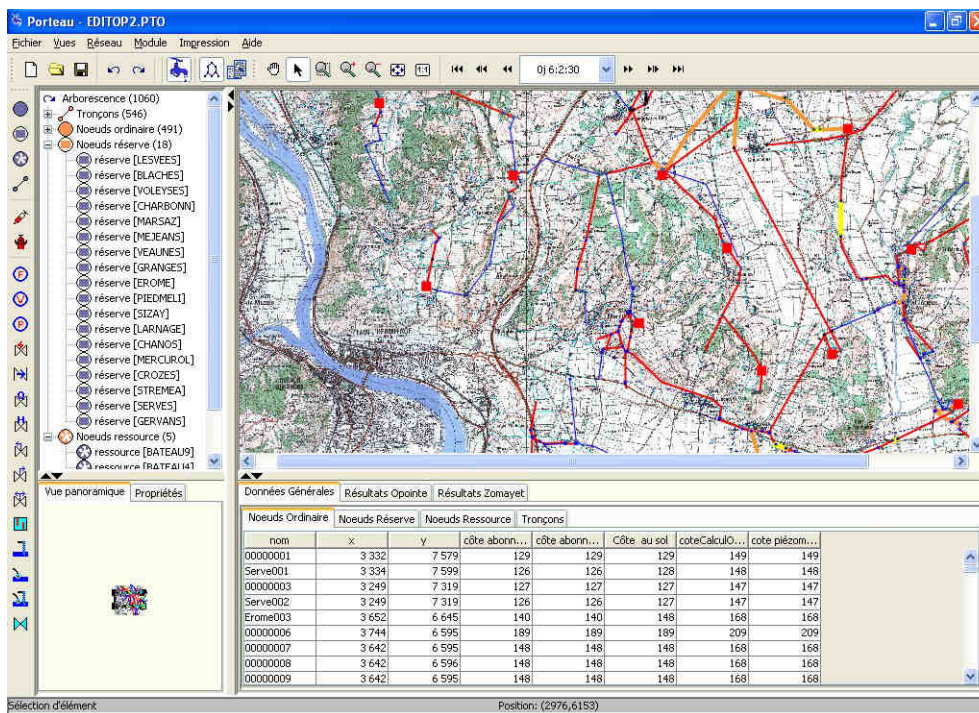 Porteau - EDITOP2.PTO
Fichier Vues Réseau Module Impression Aide
1:1 0j 6:2:30
Arborescence (1060)
Tronçons (546)
Noeuds ordinaire (491)
Noeuds réserve (18)
réserve [LESVEES]
réserve [BLACHES]
réserve [VOLEYSES]
réserve [CHARBONN]
réserve [MARSAZ]
réserve [MEJEANS]
réserve [VEAUNES]
réserve [GRANGES]
réserve [EROME]
réserve [PIEDMELI]
réserve [SIZAY]
réserve [LARNAGE]
réserve [CHANOS]
réserve [MERCUROL]
réserve [CROZES]
réserve [STREMEA]
réserve [SERVES]
réserve [GERVANS]
Noeuds ressource (5)
ressource [BATEAU9]
ressource [BATEAU4]
F
V
P
Vue panoramique Propriétés
Données Générales Résultats Opointe Résultats Zomayet
Noeuds Ordinaire Noeuds Réserve Noeuds Ressource Tronçons
nom x y côte abonn... côte abonn... Côte au sol coteCalculO... cote piézom...
00000001 3 332 7 579 129 129 129 149 149
Serve001 3 334 7 599 126 126 128 148 148
00000003 3 249 7 319 127 127 127 147 147
Serve002 3 249 7 319 126 126 127 147 147
Erome003 3 652 6 645 140 140 148 168 168
00000006 3 744 6 595 189 189 189 209 209
00000007 3 642 6 595 148 148 148 168 168
00000008 3 642 6 596 148 148 148 168 168
00000009 3 642 6 595 148 148 148 168 168
Sélection d'élément Position: (2976,6153)